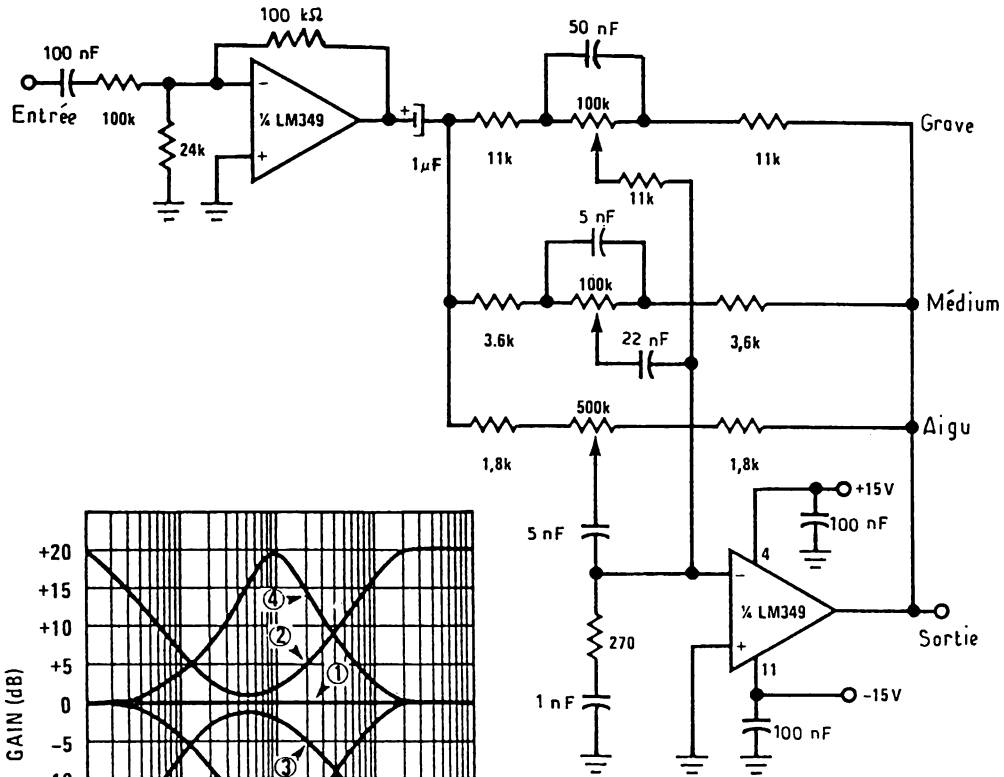 100 kΩ
50 nF
100 nF
Entrée
100k
24k
−
¼ LM349
+
+
1µF
11k
100k
11k
Grave
11k
5 nF
100k
3.6k
3,6k
Médium
22 nF
500k
1,8k
1,8k
Aigu
5 nF
+15V
100 nF
4
−
¼ LM349
+
11
Sortie
270
1 nF
−15V
100 nF
GAIN (dB)
+20
+15
+10
+5
0
−5
④
②
①
③